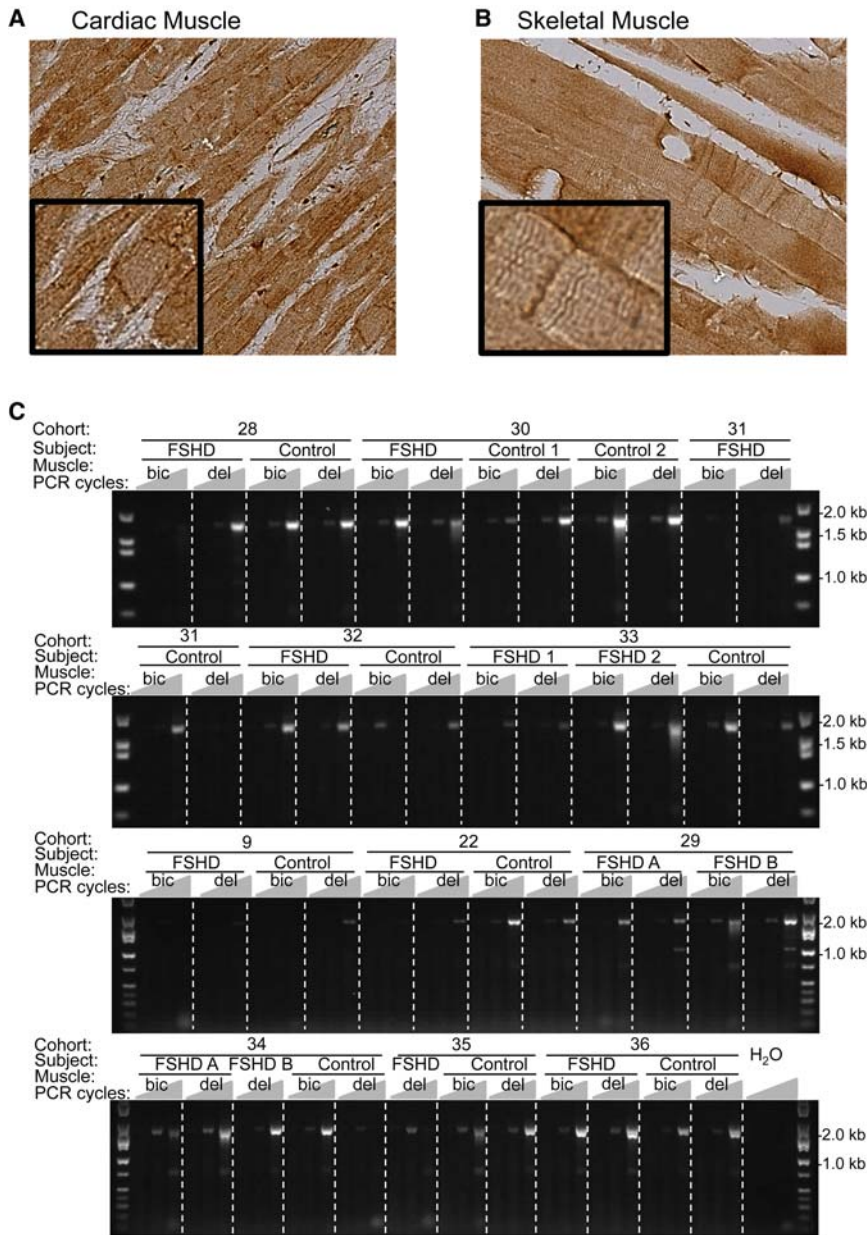 A Cardiac Muscle
B Skeletal Muscle
C
Cohort: 28 30 31
Subject: FSHD Control FSHD Control 1 Control 2 FSHD
Muscle: bic del bic del bic del bic del bic del bic del
PCR cycles:
-2.0 kb
-1.5 kb
-1.0 kb
Cohort: 31 32 33
Subject: Control FSHD Control FSHD 1 FSHD 2 Control
Muscle: bic del bic del bic del bic del bic del bic del
PCR cycles:
-2.0 kb
-1.5 kb
-1.0 kb
Cohort: 9 22 29
Subject: FSHD Control FSHD Control FSHD A FSHD B
Muscle: bic del bic del bic del bic del bic del bic del
PCR cycles:
-2.0 kb
-1.0 kb
Cohort: 34 35 36
Subject: FSHD A FSHD B Control FSHD Control FSHD Control H2O
Muscle: bic del del bic del del bic del bic del bic del
PCR cycles:
-2.0 kb
-1.0 kb